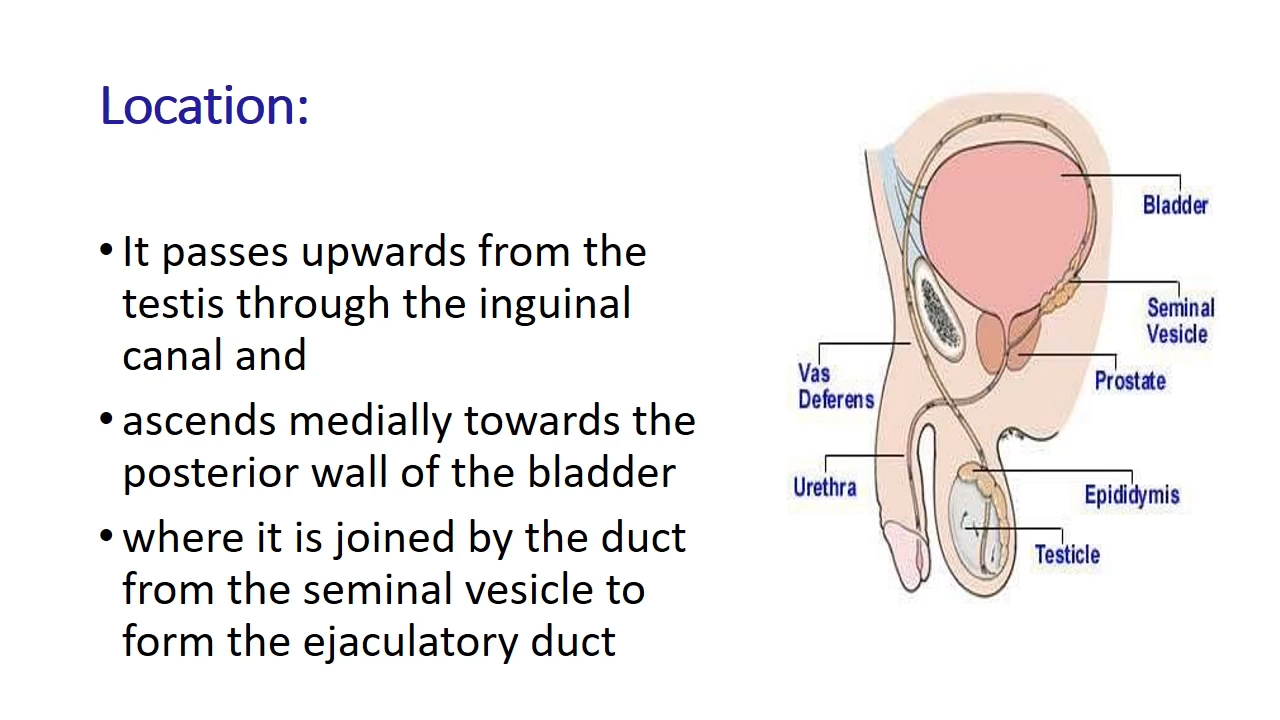 Location:
• It passes upwards from the
testis through the inguinal
canal and
• ascends medially towards the
posterior wall of the bladder
• where it is joined by the duct
from the seminal vesicle to
form the ejaculatory duct
Bladder
Seminal
Vesicle
Prostate
Vas
Deferens
Urethra
Epididymis
Testicle